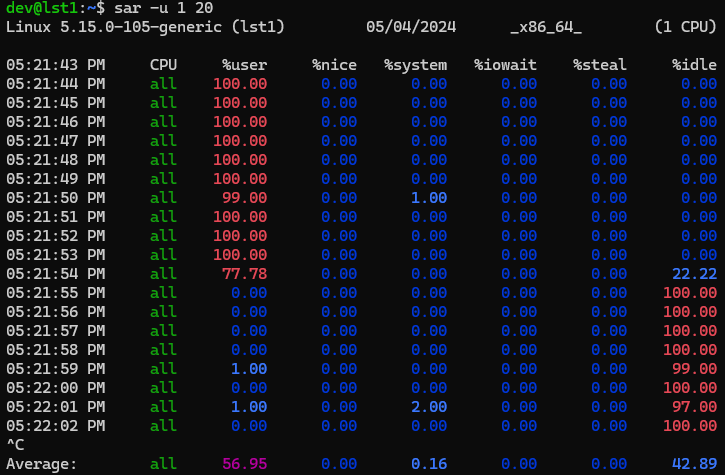 dev@lst1:~$ sar -u 1 20
Linux 5.15.0-105-generic (lst1) 05/04/2024 _x86_64_ (1 CPU)
05:21:43 PM CPU %user %nice %system %iowait %steal %idle
05:21:44 PM all 100.00 0.00 0.00 0.00 0.00 0.00
05:21:45 PM all 100.00 0.00 0.00 0.00 0.00 0.00
05:21:46 PM all 100.00 0.00 0.00 0.00 0.00 0.00
05:21:47 PM all 100.00 0.00 0.00 0.00 0.00 0.00
05:21:48 PM all 100.00 0.00 0.00 0.00 0.00 0.00
05:21:49 PM all 100.00 0.00 0.00 0.00 0.00 0.00
05:21:50 PM all 99.00 0.00 1.00 0.00 0.00 0.00
05:21:51 PM all 100.00 0.00 0.00 0.00 0.00 0.00
05:21:52 PM all 100.00 0.00 0.00 0.00 0.00 0.00
05:21:53 PM all 100.00 0.00 0.00 0.00 0.00 0.00
05:21:54 PM all 77.78 0.00 0.00 0.00 0.00 22.22
05:21:55 PM all 0.00 0.00 0.00 0.00 0.00 100.00
05:21:56 PM all 0.00 0.00 0.00 0.00 0.00 100.00
05:21:57 PM all 0.00 0.00 0.00 0.00 0.00 100.00
05:21:58 PM all 0.00 0.00 0.00 0.00 0.00 100.00
05:21:59 PM all 1.00 0.00 0.00 0.00 0.00 99.00
05:22:00 PM all 0.00 0.00 0.00 0.00 0.00 100.00
05:22:01 PM all 1.00 0.00 2.00 0.00 0.00 97.00
05:22:02 PM all 0.00 0.00 0.00 0.00 0.00 100.00
^C
Average: all 56.95 0.00 0.16 0.00 0.00 42.89